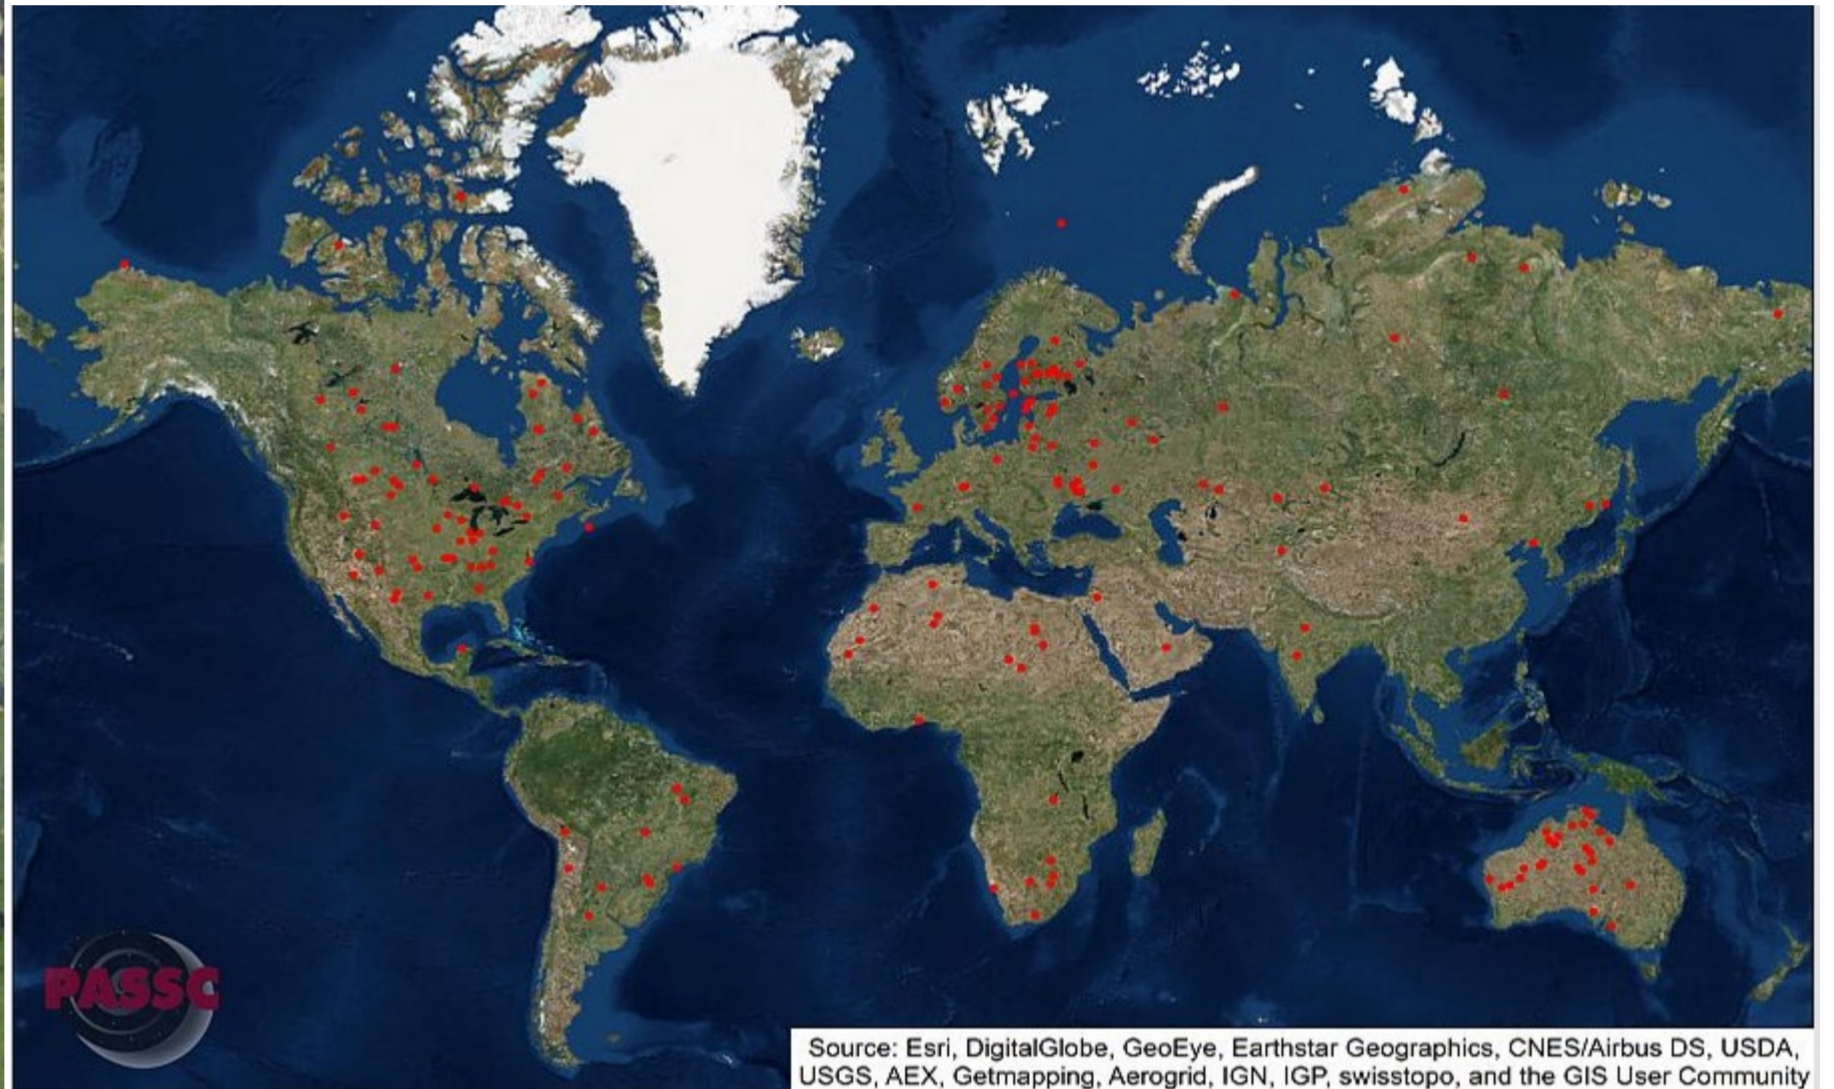 PASSC
Source: Esri, DigitalGlobe, GeoEye, Earthstar Geographics, CNES/Airbus DS, USDA,
USGS, AEX, Getmapping, Aerogrid, IGN, IGP, swisstopo, and the GIS User Community